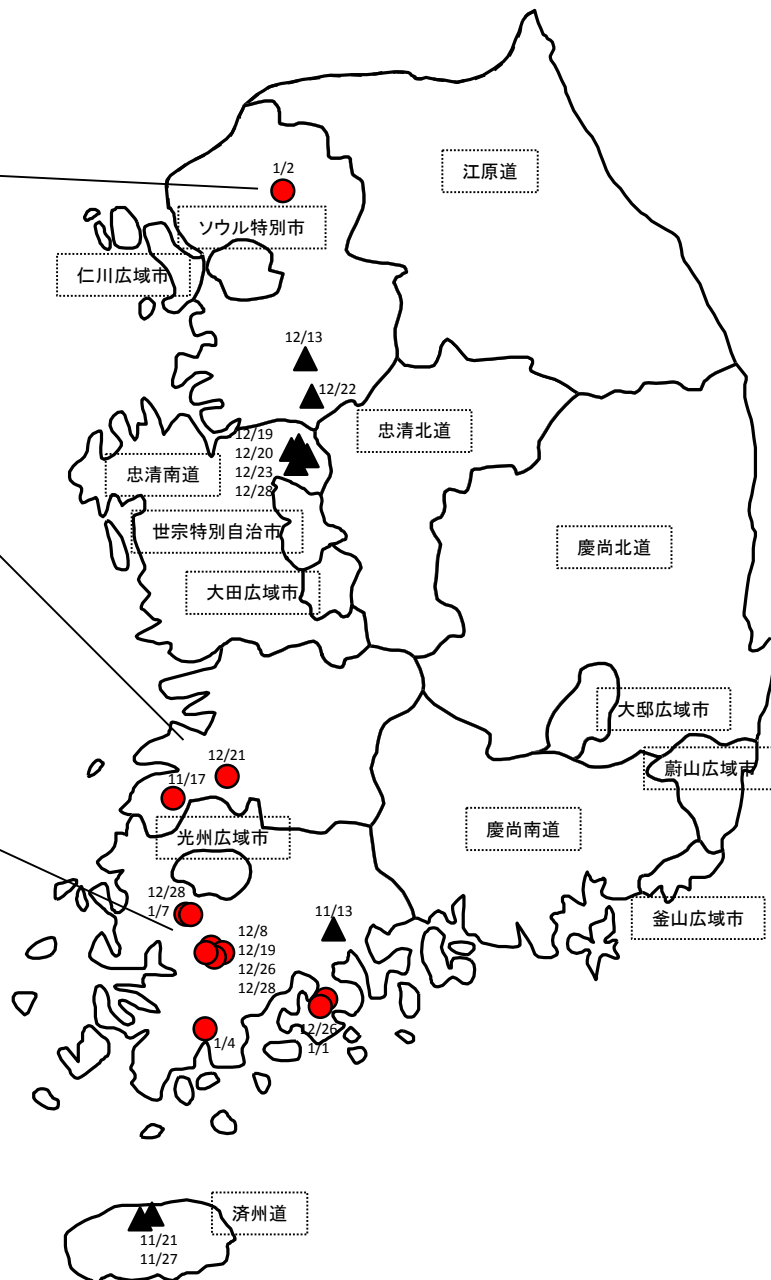 江原道
1/2
ソウル特別市
仁川広域市
12/13
12/22
12/19
12/20
12/23
12/28
忠清北道
忠清南道
世宗特別自治市
慶尚北道
大田広域市
大邸広域市
12/21
11/17
蔚山広域市
慶尚南道
光州広域市
12/28
1/7
11/13
釜山広域市
12/8
12/19
12/26
12/28
12/26
1/1
1/4
済州道
11/21
11/27